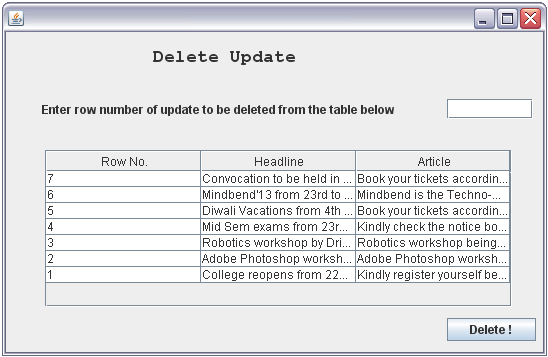 Delete Update
Enter row number of update to be deleted from the table below
Row No. Headline Article
7 Convocation to be held in ... Book your tickets accordin...
6 Mindbend'13 from 23rd to ... Mindbend is the Techno-...
5 Diwali Vacations from 4th ... Book your tickets accordin...
4 Mid Sem exams from 23r... Kindly check the notice bo...
3 Robotics workshop by Dri... Robotics workshop being...
2 Adobe Photoshop worksh... Adobe Photoshop worksh...
1 College reopens from 22... Kindly register yourself be...
Delete !